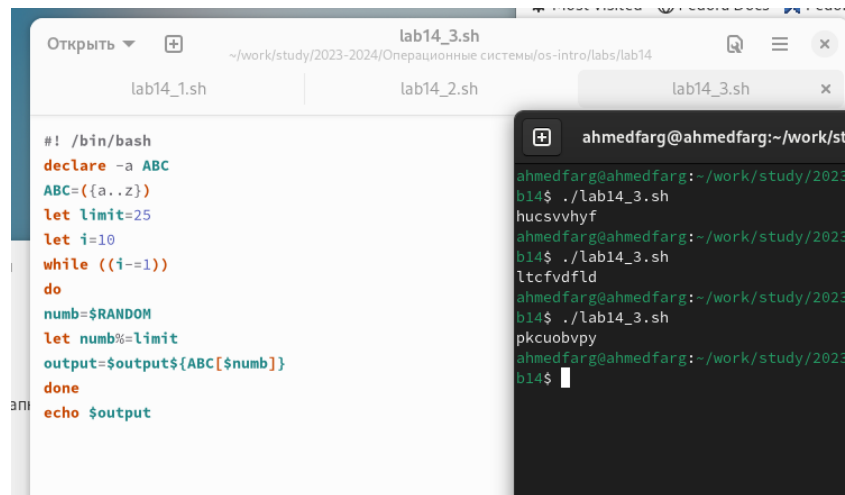 Most Visited Fedora Docs
Открыть
lab14_3.sh
~/work/study/2023-2024/Операционные системы/os-intro/labs/lab14
lab14_1.sh lab14_2.sh lab14_3.sh ×
#! /bin/bash
declare -a ABC
ABC=({a..z})
let limit=25
let i=10
while ((i-=1))
do
numb=$RANDOM
let numb%=limit
output=$output${ABC[$numb]}
done
echo $output
ahmedfarg@ahmedfarg:~/work/st
ahmedfarg@ahmedfarg:~/work/study/2023
b14$ ./lab14_3.sh
hucsvvhyf
ahmedfarg@ahmedfarg:~/work/study/2023
b14$ ./lab14_3.sh
ltcfvdfld
ahmedfarg@ahmedfarg:~/work/study/2023
b14$ ./lab14_3.sh
pkcuobvpy
ahmedfarg@ahmedfarg:~/work/study/2023
b14$